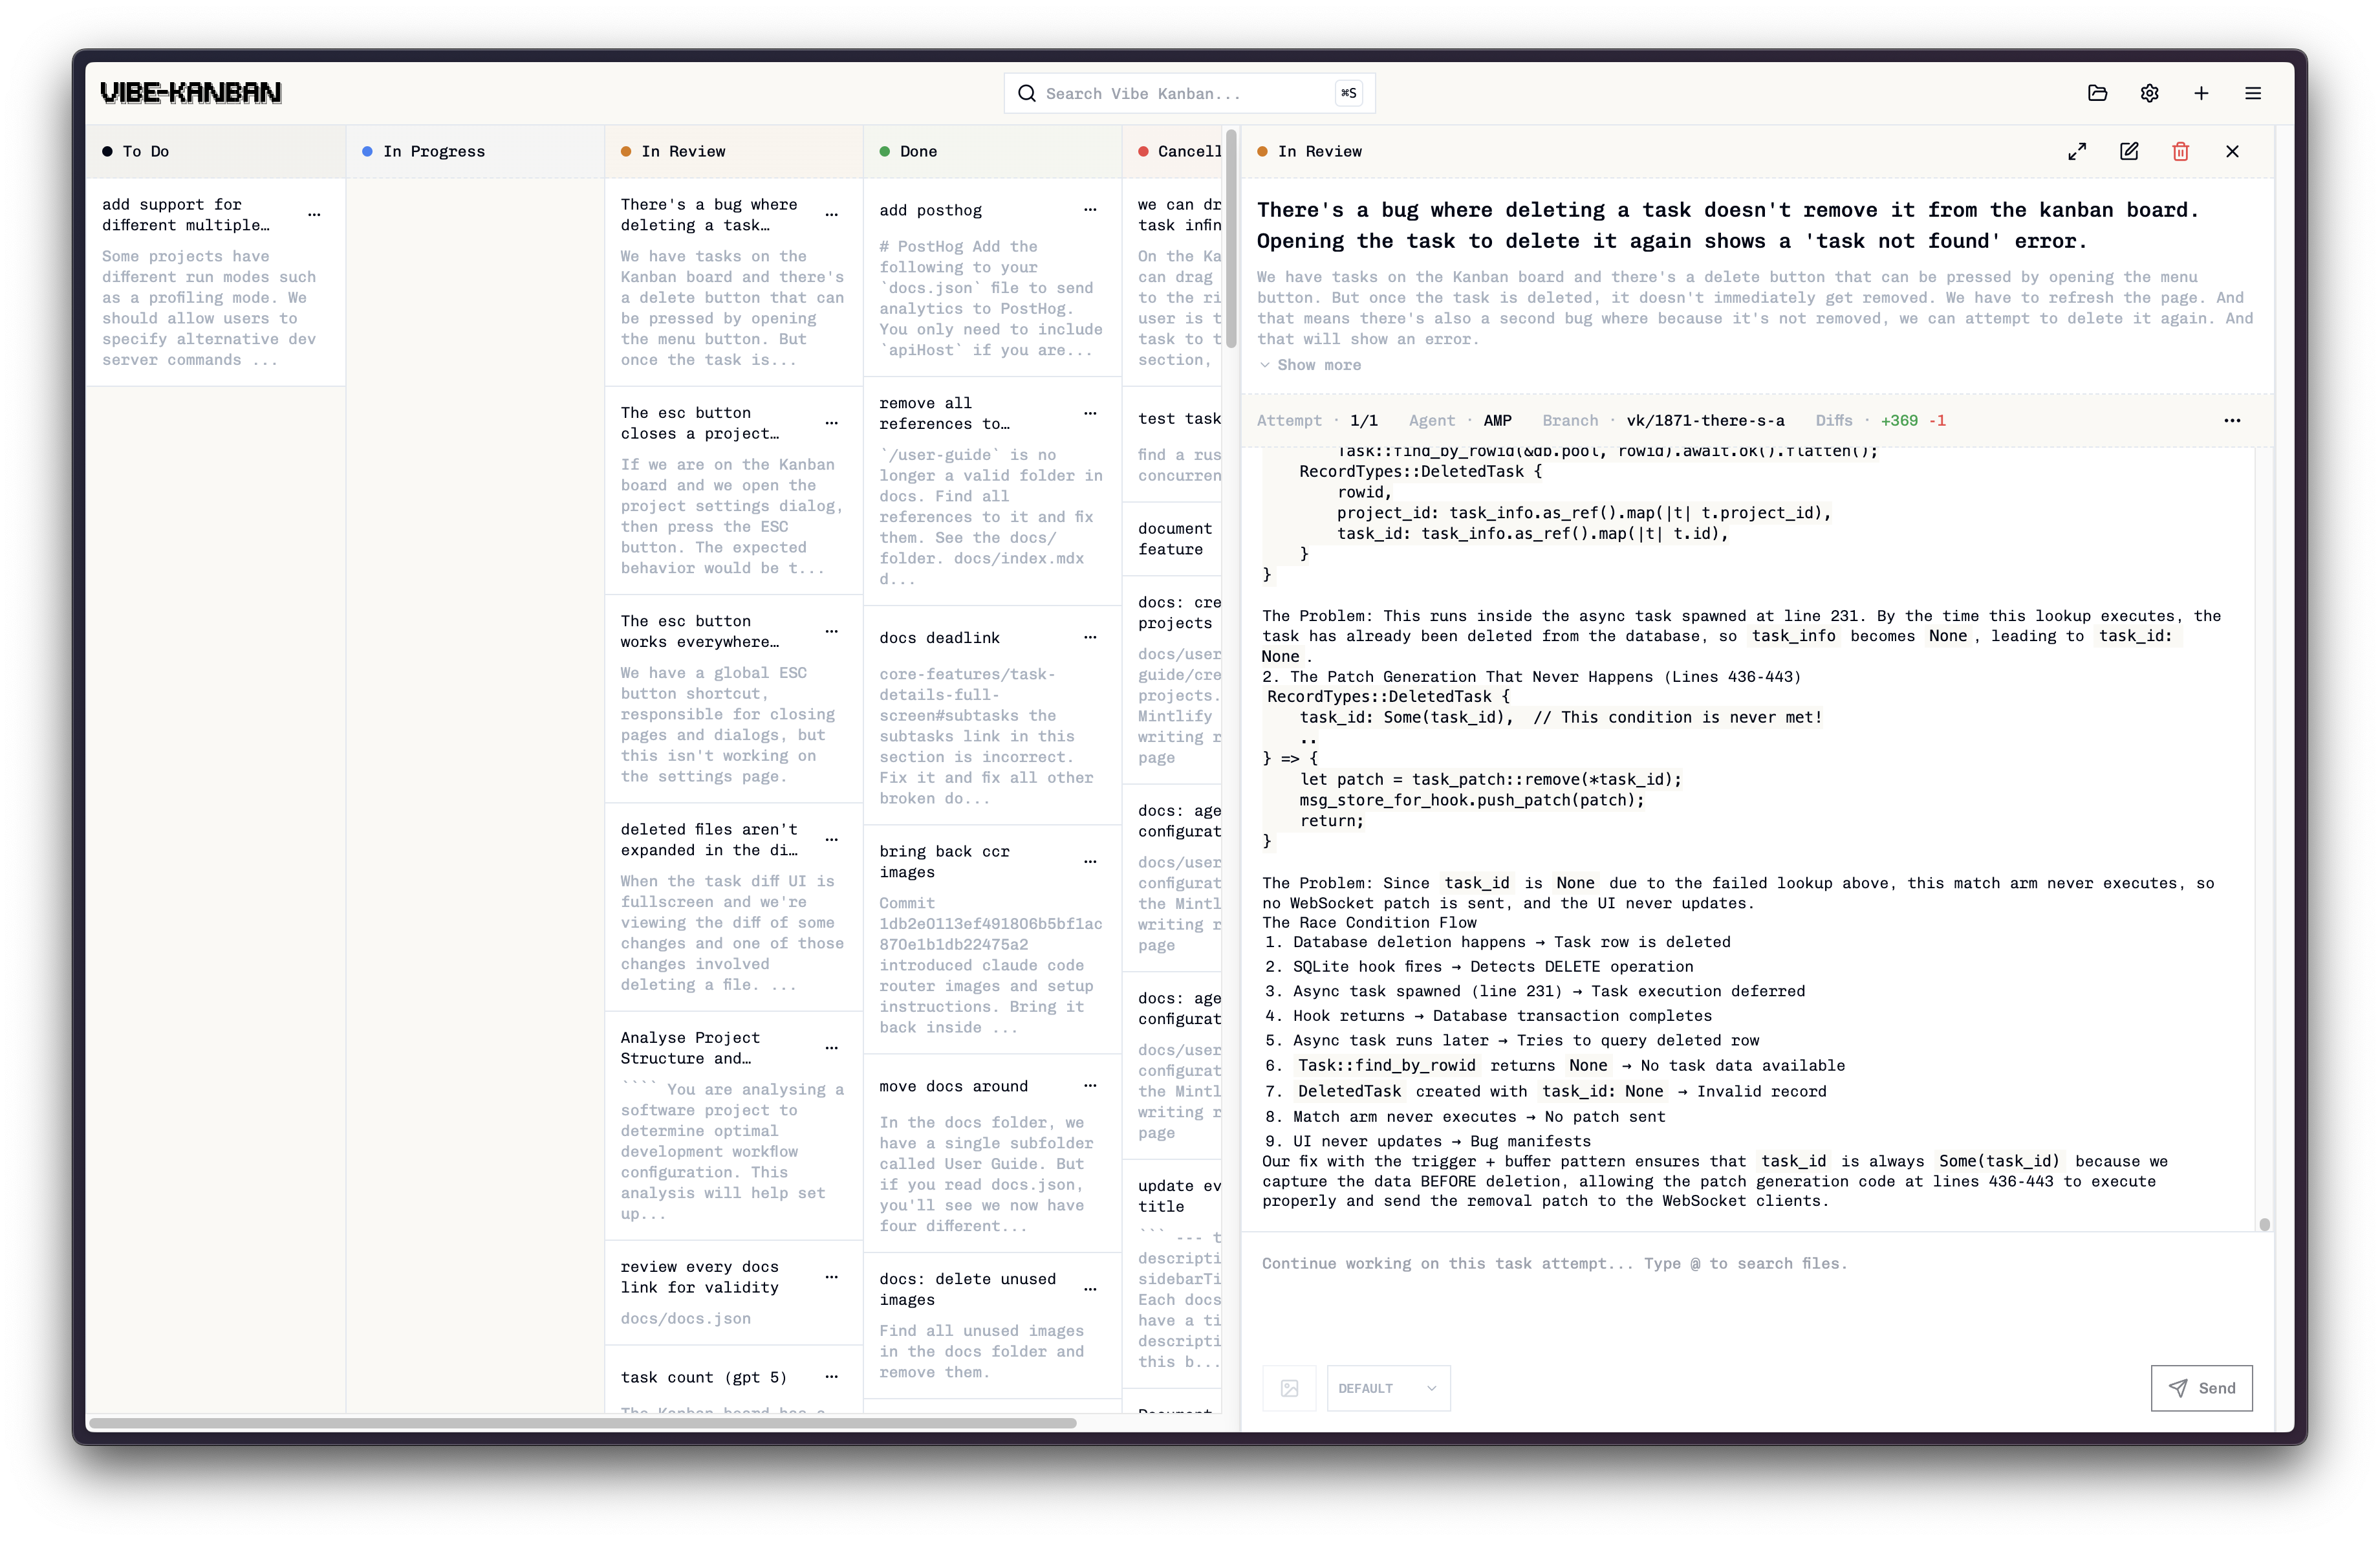 VIBE-KANBAN
Search Vibe Kanban...
⌘S
To Do
add support for
different multiple…
Some projects have
different run modes such
as a profiling mode. We
should allow users to
specify alternative dev
server commands ...
In Progress
In Review
There's a bug where
deleting a task…
We have tasks on the
Kanban board and there's
a delete button that can
be pressed by opening
the menu button. But
once the task is...
The esc button
closes a project…
If we are on the Kanban
board and we open the
project settings dialog,
then press the ESC
button. The expected
behavior would be t...
The esc button
works everywhere…
We have a global ESC
button shortcut,
responsible for closing
pages and dialogs, but
this isn't working on
the settings page.
deleted files aren't
expanded in the di…
When the task diff UI is
fullscreen and we're
viewing the diff of some
changes and one of those
changes involved
deleting a file. ...
Analyse Project
Structure and…
```` You are analysing a
software project to
determine optimal
development workflow
configuration. This
analysis will help set
up...
review every docs
link for validity
docs/docs.json
task count (gpt 5)
The Kanban board has a
Done
add posthog
# PostHog Add the
following to your
`docs.json` file to send
analytics to PostHog.
You only need to include
`apiHost` if you are...
remove all
references to…
`/user-guide` is no
longer a valid folder in
docs. Find all
references to it and fix
them. See the docs/
folder. docs/index.mdx
d...
docs deadlink
core-features/task-
details-full-
screen#subtasks the
subtasks link in this
section is incorrect.
Fix it and fix all other
broken do...
bring back ccr
images
Commit
1db2e0113ef491806b5bf1ac
870e1b1db22475a2
introduced claude code
router images and setup
instructions. Bring it
back inside ...
move docs around
In the docs folder, we
have a single subfolder
called User Guide. But
if you read docs.json,
you'll see we now have
four different...
docs: delete unused
images
Find all unused images
in the docs folder and
remove them.
Cancell
we can dr
task infin
On the Ka
can drag
to the ri
user is t
task to t
section,
test task
find a rus
concurren
document
feature
docs: cre
projects
docs/user
guide/cre
projects.
Mintlify
writing r
page
docs: age
configurat
docs/user
configurat
the Mintl
writing r
page
docs: age
configurat
docs/user
configurat
the Mintl
writing r
page
update ev
title
``` --- t
descripti
sidebarTi
Each docs
have a ti
descripti
this b...
Document
In Review
There's a bug where deleting a task doesn't remove it from the kanban board.
Opening the task to delete it again shows a 'task not found' error.
We have tasks on the Kanban board and there's a delete button that can be pressed by opening the menu
button. But once the task is deleted, it doesn't immediately get removed. We have to refresh the page. And
that means there's also a second bug where because it's not removed, we can attempt to delete it again. And
that will show an error.
Show more
Attempt · 1/1 Agent · AMP Branch · vk/1871-there-s-a Diffs · +369 -1
Task::find_by_rowid(&db.pool, rowid).await.ok().flatten();
RecordTypes::DeletedTask {
rowid,
project_id: task_info.as_ref().map(|t| t.project_id),
task_id: task_info.as_ref().map(|t| t.id),
}
}
The Problem: This runs inside the async task spawned at line 231. By the time this lookup executes, the
task has already been deleted from the database, so task_info becomes None, leading to task_id:
None.
2. The Patch Generation That Never Happens (Lines 436-443)
RecordTypes::DeletedTask {
task_id: Some(task_id), // This condition is never met!
..
} => {
let patch = task_patch::remove(*task_id);
msg_store_for_hook.push_patch(patch);
return;
}
The Problem: Since task_id is None due to the failed lookup above, this match arm never executes, so
no WebSocket patch is sent, and the UI never updates.
The Race Condition Flow
1. Database deletion happens → Task row is deleted
2. SQLite hook fires → Detects DELETE operation
3. Async task spawned (line 231) → Task execution deferred
4. Hook returns → Database transaction completes
5. Async task runs later → Tries to query deleted row
6. Task::find_by_rowid returns None → No task data available
7. DeletedTask created with task_id: None → Invalid record
8. Match arm never executes → No patch sent
9. UI never updates → Bug manifests
Our fix with the trigger + buffer pattern ensures that task_id is always Some(task_id) because we
capture the data BEFORE deletion, allowing the patch generation code at lines 436-443 to execute
properly and send the removal patch to the WebSocket clients.
Continue working on this task attempt... Type @ to search files.
DEFAULT
Send